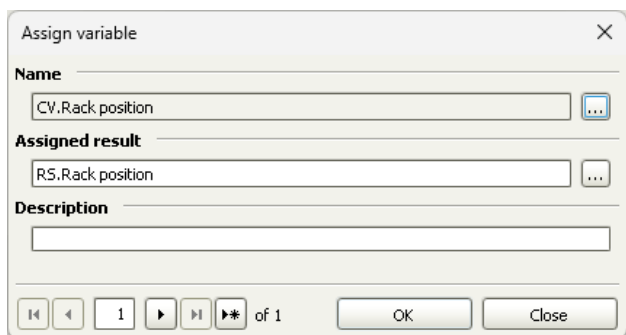 Assign variable
Name
CV.Rack position
...
Assigned result
RS.Rack position
...
Description
1 of 1 OK Close